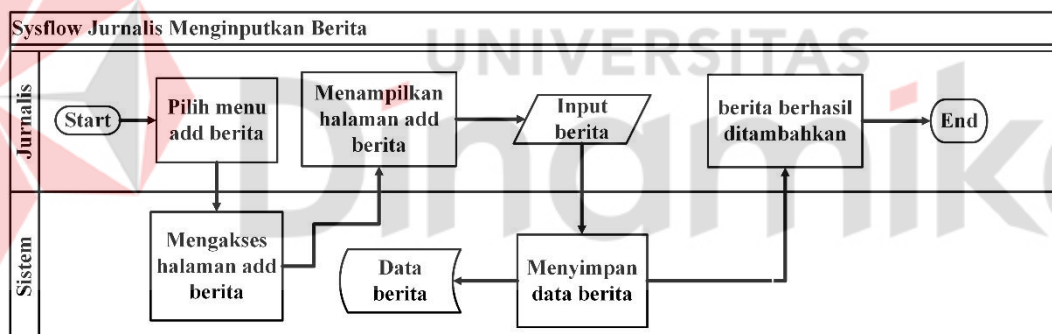 Sysflow Jurnalis Menginputkan Berita
UNIVERSITAS
Dinamika
Jurnalis
Start
Pilih menu
add berita
Menampilkan
halaman add
berita
Input
berita
berita berhasil
ditambahkan
End
Sistem
Mengakses
halaman add
berita
Data
berita
Menyimpan
data berita